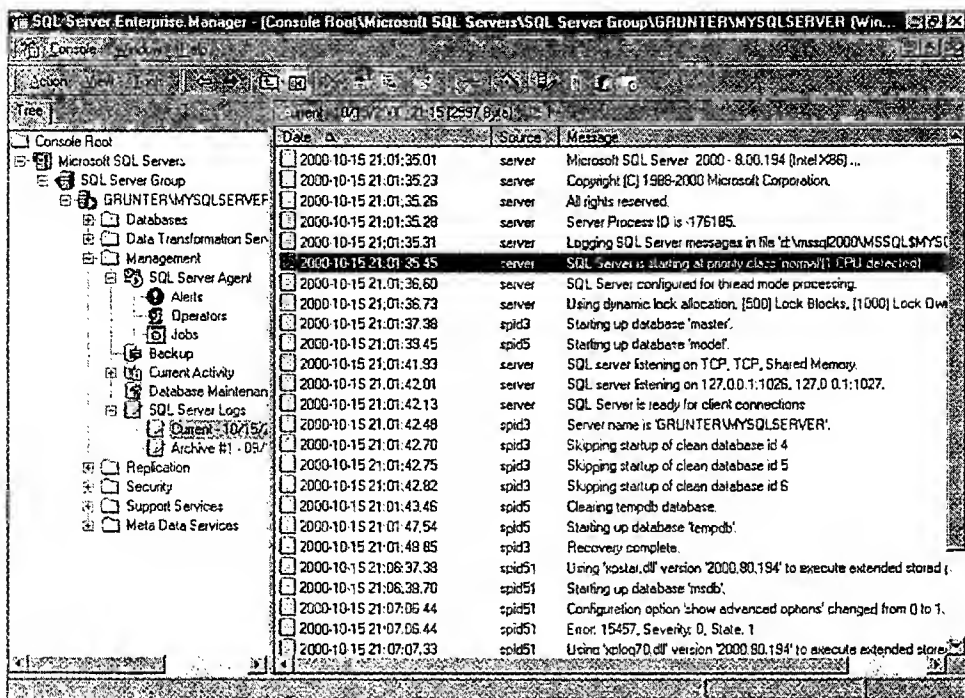 SQL Server Enterprise Manager - [Console Root\Microsoft SQL Servers\SQL Server Group\GRUNTER\MYSQLSERVER (Win...
Console Window Help
Action View Tools
Tree
Console Root
Microsoft SQL Servers
SQL Server Group
GRUNTER\MYSQLSERVER
Databases
Data Transformation Ser
Management
SQL Server Agent
Alerts
Operators
Jobs
Backup
Current Activity
Database Maintenan
SQL Server Logs
Current - 10/15/
Archive #1 - 09/
Replication
Security
Support Services
Meta Data Services
Date Source Message
2000-10-15 21:01:35.01 server Microsoft SQL Server 2000 - 8.00.194 (Intel X86) ...
2000-10-15 21:01:35.23 server Copyright (C) 1988-2000 Microsoft Corporation.
2000-10-15 21:01:35.26 server All rights reserved.
2000-10-15 21:01:35.28 server Server Process ID is -176185.
2000-10-15 21:01:35.31 server Logging SQL Server messages in file 'd:\mssql2000\MSSQL$MYSQ
2000-10-15 21:01:35.45 server SQL Server is starting at priority class 'normal'(1 CPU detected)
2000-10-15 21:01:36.60 server SQL Server configured for thread mode processing.
2000-10-15 21:01:36.73 server Using dynamic lock allocation. [500] Lock Blocks, [1000] Lock Own
2000-10-15 21:01:37.38 spid3 Starting up database 'master'.
2000-10-15 21:01:39.45 spid5 Starting up database 'model'.
2000-10-15 21:01:41.93 server SQL server listening on TCP, TCP, Shared Memory.
2000-10-15 21:01:42.01 server SQL server listening on 127.0.0.1:1026, 127.0.0.1:1027.
2000-10-15 21:01:42.13 server SQL Server is ready for client connections
2000-10-15 21:01:42.48 spid3 Server name is 'GRUNTER\MYSQLSERVER'.
2000-10-15 21:01:42.70 spid3 Skipping startup of clean database id 4
2000-10-15 21:01:42.75 spid3 Skipping startup of clean database id 5
2000-10-15 21:01:42.82 spid3 Skipping startup of clean database id 6
2000-10-15 21:01:43.46 spid5 Clearing tempdb database.
2000-10-15 21:01:47.54 spid5 Starting up database 'tempdb'.
2000-10-15 21:01:49.85 spid3 Recovery complete.
2000-10-15 21:06:37.38 spid51 Using 'xpstar.dll' version '2000.80.194' to execute extended stored p
2000-10-15 21:06:39.70 spid51 Starting up database 'msdb'.
2000-10-15 21:07:06.44 spid51 Configuration option 'show advanced options' changed from 0 to 1.
2000-10-15 21:07:06.44 spid51 Error: 15457, Severity: 0, State: 1
2000-10-15 21:07:07.33 spid51 Using 'xplog70.dll' version '2000.80.194' to execute extended stored